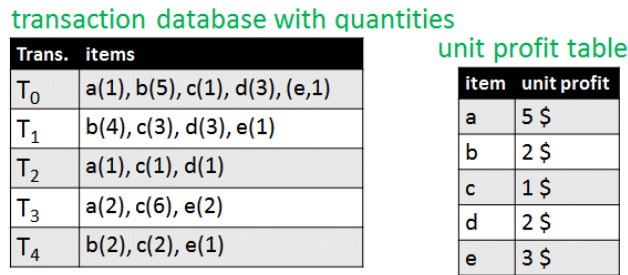 transaction database with quantities
Trans. items
T0 a(1), b(5), c(1), d(3), (e,1)
T1 b(4), c(3), d(3), e(1)
T2 a(1), c(1), d(1)
T3 a(2), c(6), e(2)
T4 b(2), c(2), e(1)
unit profit table
item unit profit
a 5 $
b 2 $
c 1 $
d 2 $
e 3 $